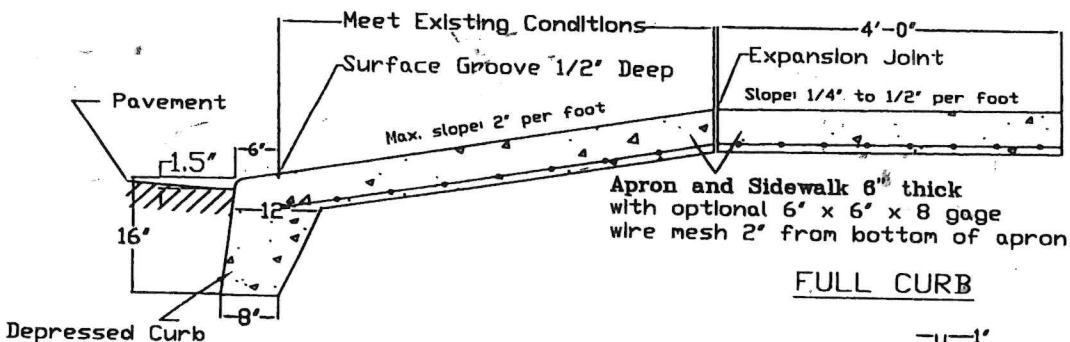 Meet Existing Conditions
4'-0"
Surface Groove 1/2" Deep
Expansion Joint
Pavement
Slope: 1/4" to 1/2" per foot
Max. slope: 2" per foot
6"
1.5"
12"
16"
Apron and Sidewalk 6" thick
with optional 6" x 6" x 8 gage
wire mesh 2" from bottom of apron
FULL CURB
8"
Depressed Curb
1"